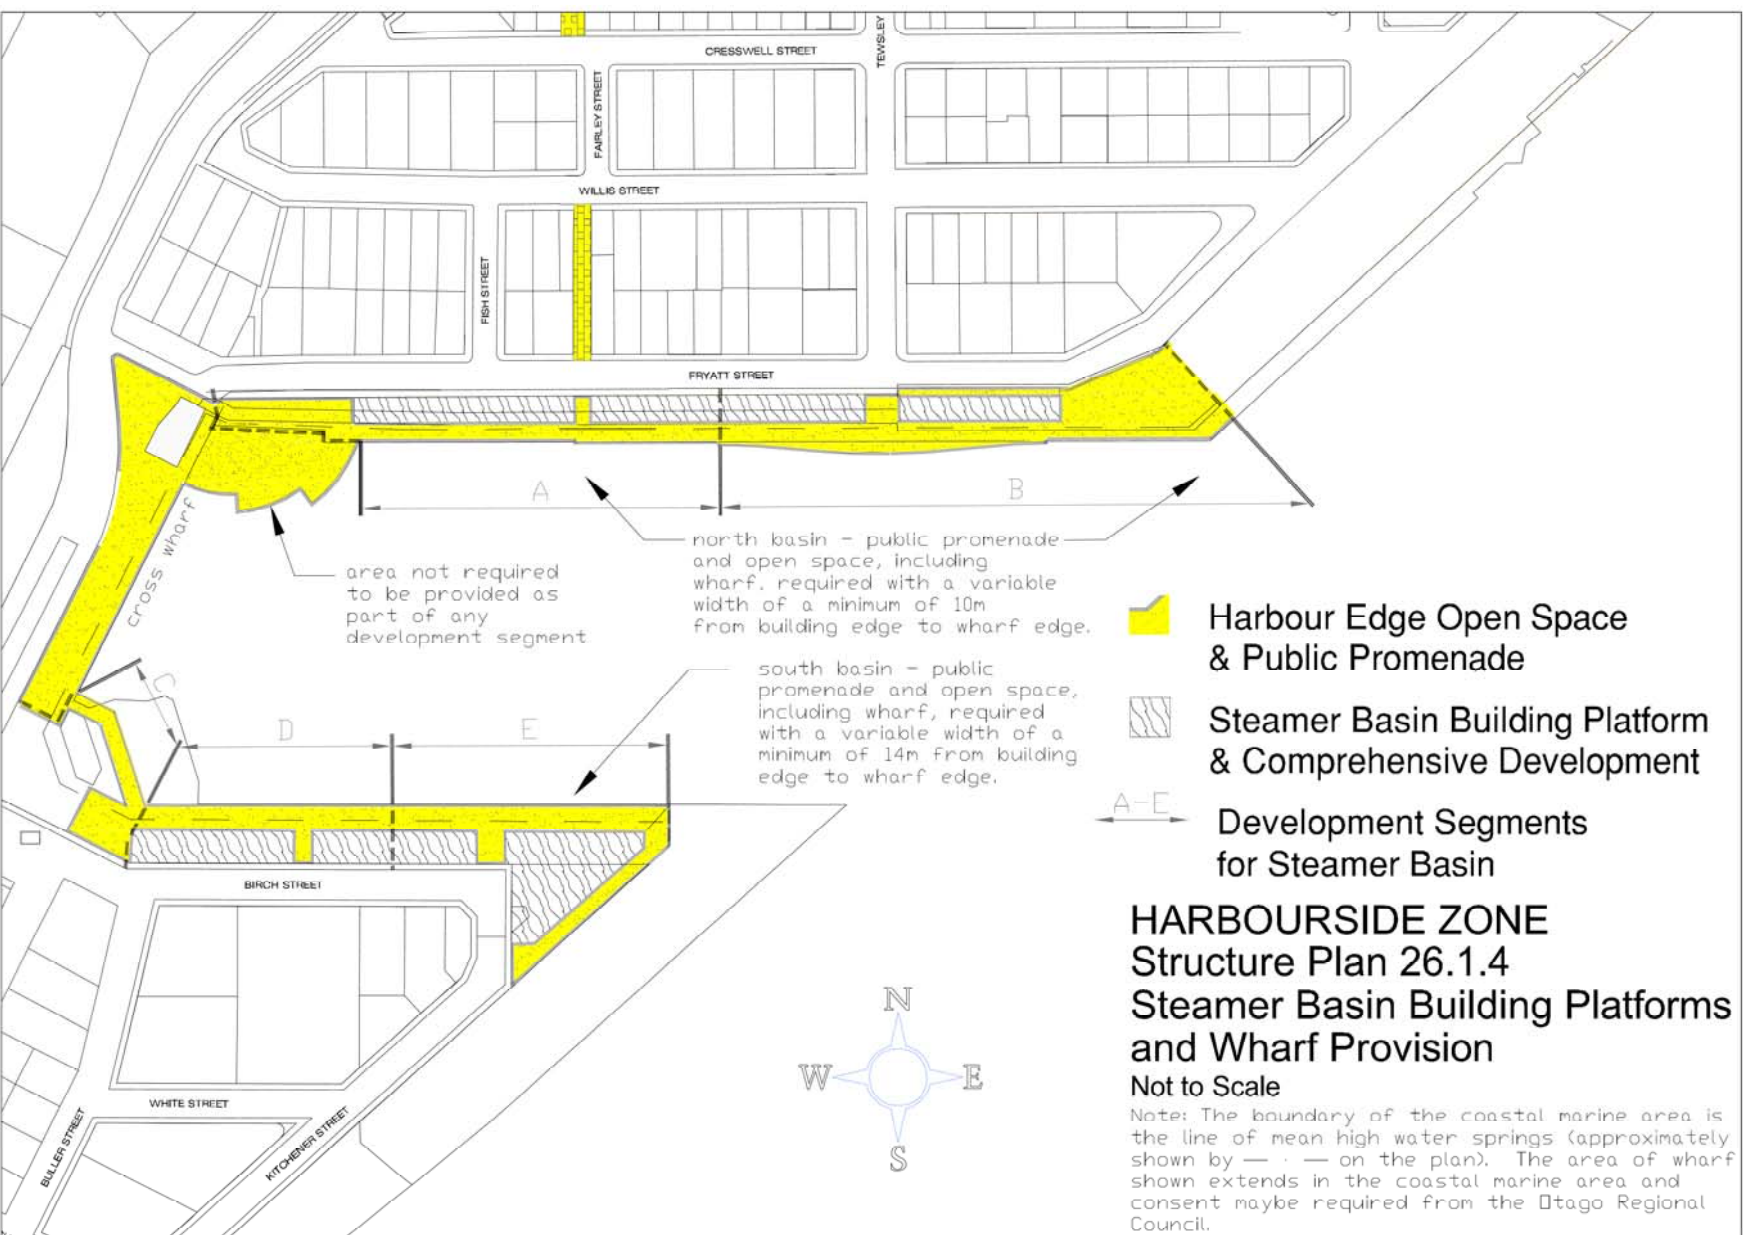 CRESSWELL STREET
TEWSLEY
FAIRLEY STREET
WILLIS STREET
FISH STREET
FRYATT STREET
A
B
cross wharf
area not required
to be provided as
part of any
development segment
north basin - public promenade
and open space, including
wharf. required with a variable
width of a minimum of 10m
from building edge to wharf edge.
south basin - public
promenade and open space,
including wharf, required
with a variable width of a
minimum of 14m from building
edge to wharf edge.
C
D
E
BIRCH STREET
WHITE STREET
BULLER STREET
KITCHENER STREET
N
W
E
S
Harbour Edge Open Space
& Public Promenade
Steamer Basin Building Platform
& Comprehensive Development
A-E
Development Segments
for Steamer Basin
HARBOURSIDE ZONE
Structure Plan 26.1.4
Steamer Basin Building Platforms
and Wharf Provision
Not to Scale
Note: The boundary of the coastal marine area is
the line of mean high water springs (approximately
shown by — · — on the plan). The area of wharf
shown extends in the coastal marine area and
consent maybe required from the Otago Regional
Council.